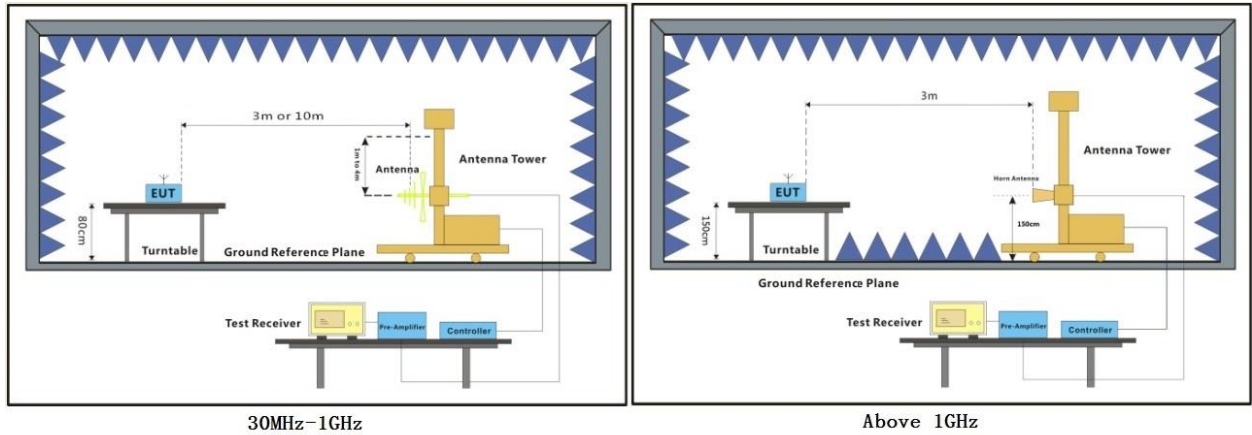 3m or 10m
1m to 4m
Antenna
Antenna Tower
EUT
80cm
Turntable
Ground Reference Plane
Test Receiver
Pre-Amplifier
Controller
30MHz-1GHz
3m
Antenna Tower
Horn Antenna
EUT
150cm
150cm
Turntable
Ground Reference Plane
Test Receiver
Pre-Amplifier
Controller
Above 1GHz